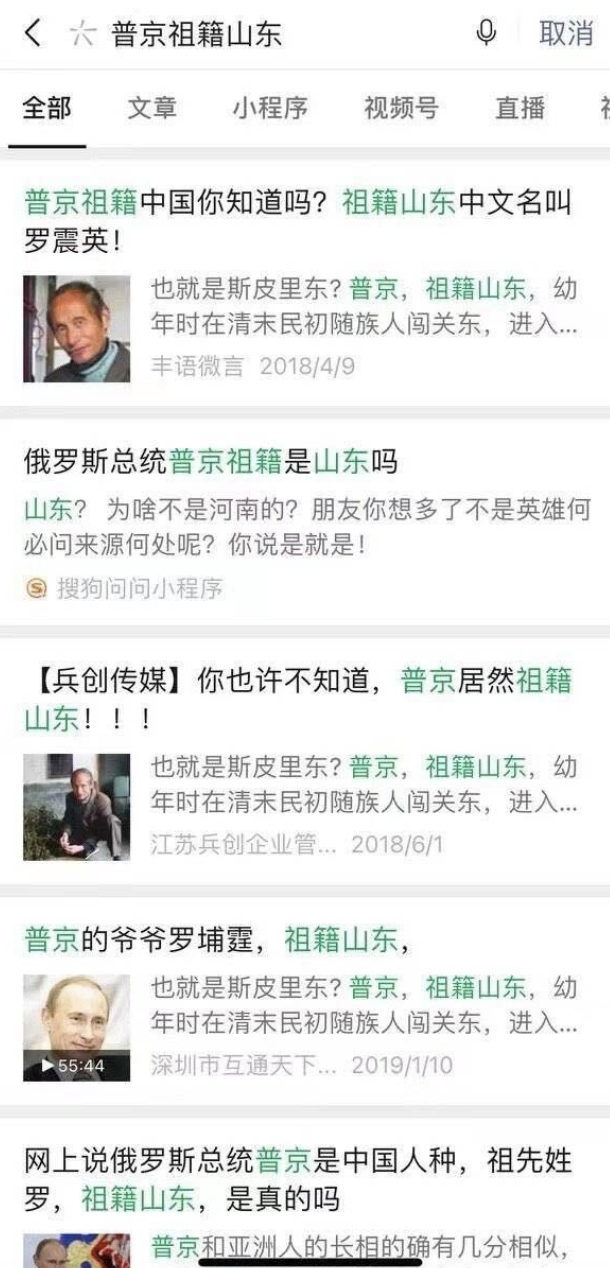 普京祖籍山东
取消
全部 文章 小程序 视频号 直播
普京祖籍中国你知道吗？祖籍山东中文名叫
罗震英！
也就是斯皮里东？普京，祖籍山东，幼
年时在清末民初随族人闯关东，进入...
丰语微言 2018/4/9
俄罗斯总统普京祖籍是山东吗
山东？ 为啥不是河南的？朋友你想多了不是英雄何
必问来源何处呢？你说是就是！
搜狗问问小程序
【兵创传媒】你也许不知道，普京居然祖籍
山东！！！
也就是斯皮里东？普京，祖籍山东，幼
年时在清末民初随族人闯关东，进入...
江苏兵创企业管... 2018/6/1
普京的爷爷罗埔霆，祖籍山东，
也就是斯皮里东？普京，祖籍山东，幼
年时在清末民初随族人闯关东，进入...
55:44
深圳市互通天下... 2019/1/10
网上说俄罗斯总统普京是中国人种，祖先姓
罗，祖籍山东，是真的吗
普京和亚洲人的长相的确有几分相似，